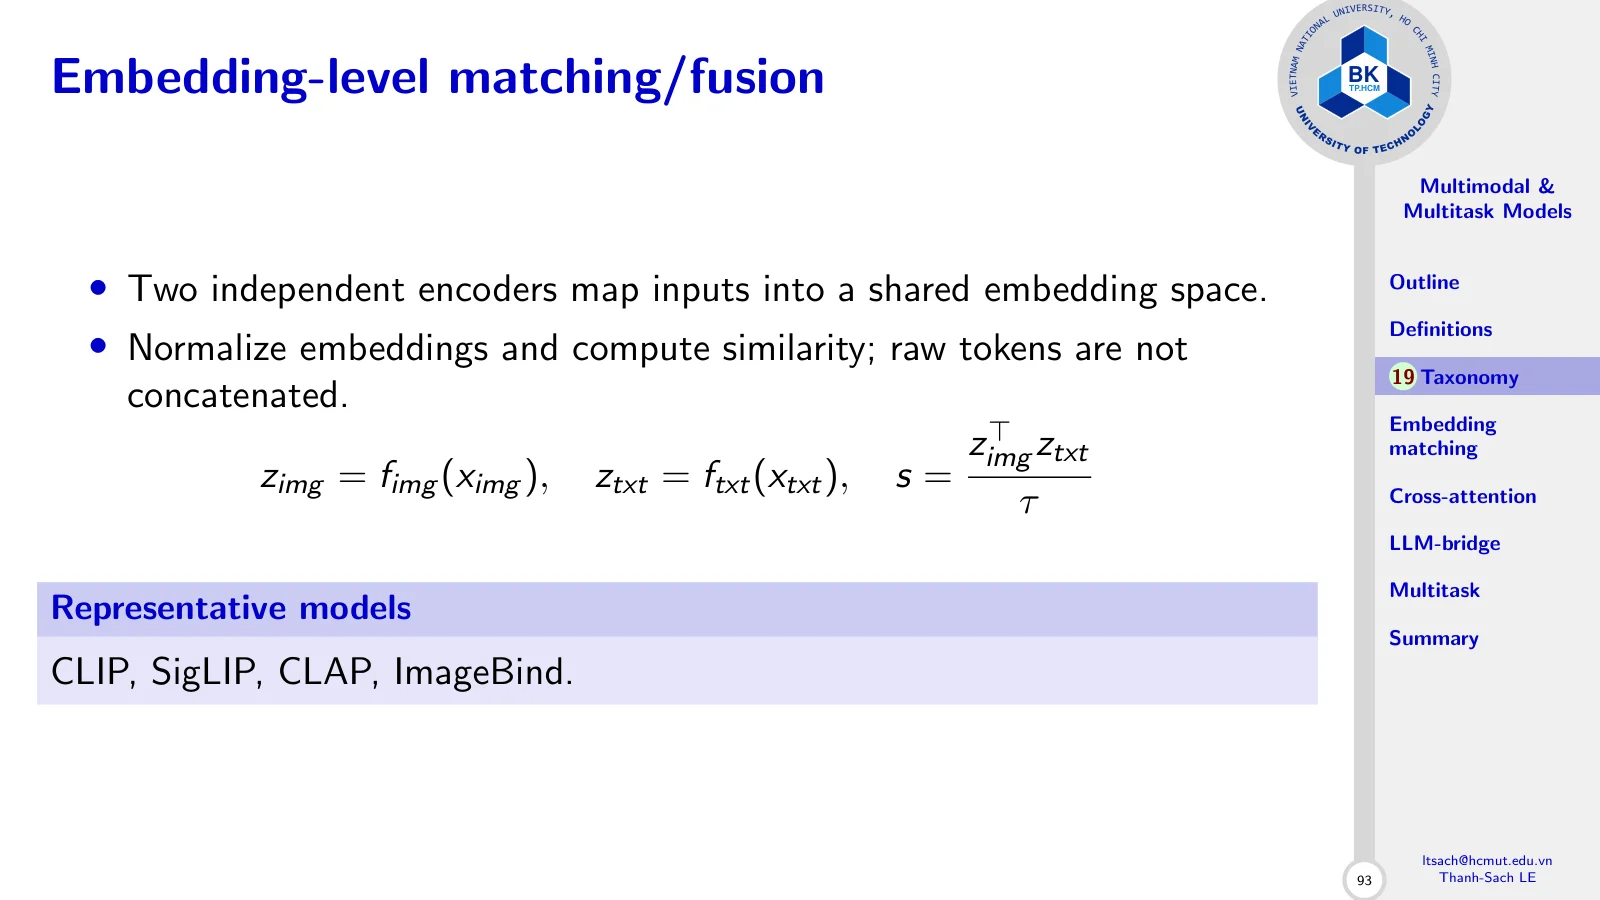 Embedding-level matching/fusion
VIETNAM NATIONAL UNIVERSITY, HO CHI MINH CITY
BK
TP.HCM
UNIVERSITY OF TECHNOLOGY
• Two independent encoders map inputs into a shared embedding space.
• Normalize embeddings and compute similarity; raw tokens are not
concatenated.
z_img = f_img(x_img),   z_txt = f_txt(x_txt),   s = z_img^⊤ z_txt / τ
Representative models
CLIP, SigLIP, CLAP, ImageBind.
Multimodal &
Multitask Models
Outline
Definitions
19 Taxonomy
Embedding
matching
Cross-attention
LLM-bridge
Multitask
Summary
ltsach@hcmut.edu.vn
Thanh-Sach LE
93